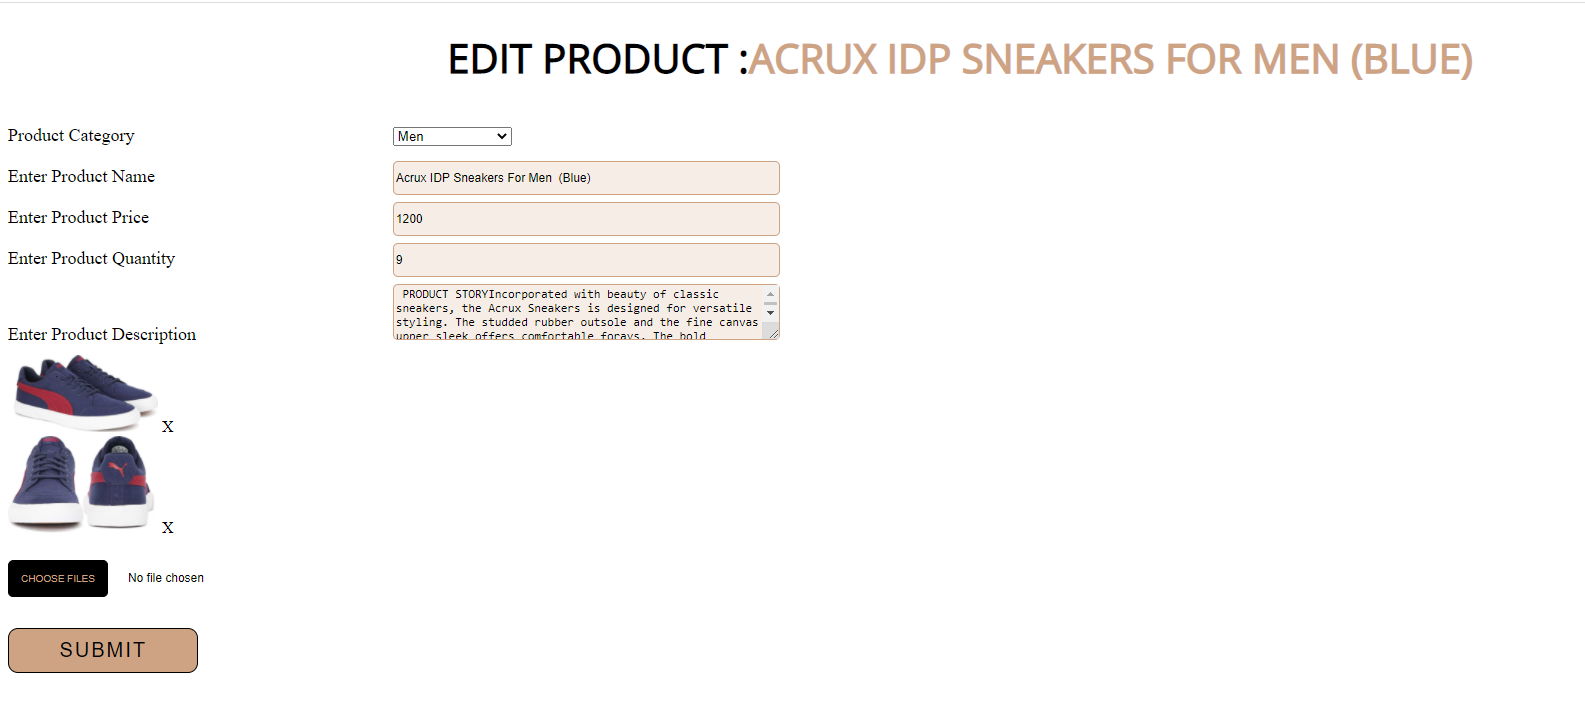 EDIT PRODUCT :ACRUX IDP SNEAKERS FOR MEN (BLUE)
Product Category Men
Enter Product Name Acrux IDP Sneakers For Men  (Blue)
Enter Product Price 1200
Enter Product Quantity 9
PRODUCT STORYIncorporated with beauty of classic
sneakers, the Acrux Sneakers is designed for versatile
styling. The studded rubber outsole and the fine canvas
upper sleek offers comfortable forays. The bold
Enter Product Description
X
X
CHOOSE FILES No file chosen
SUBMIT